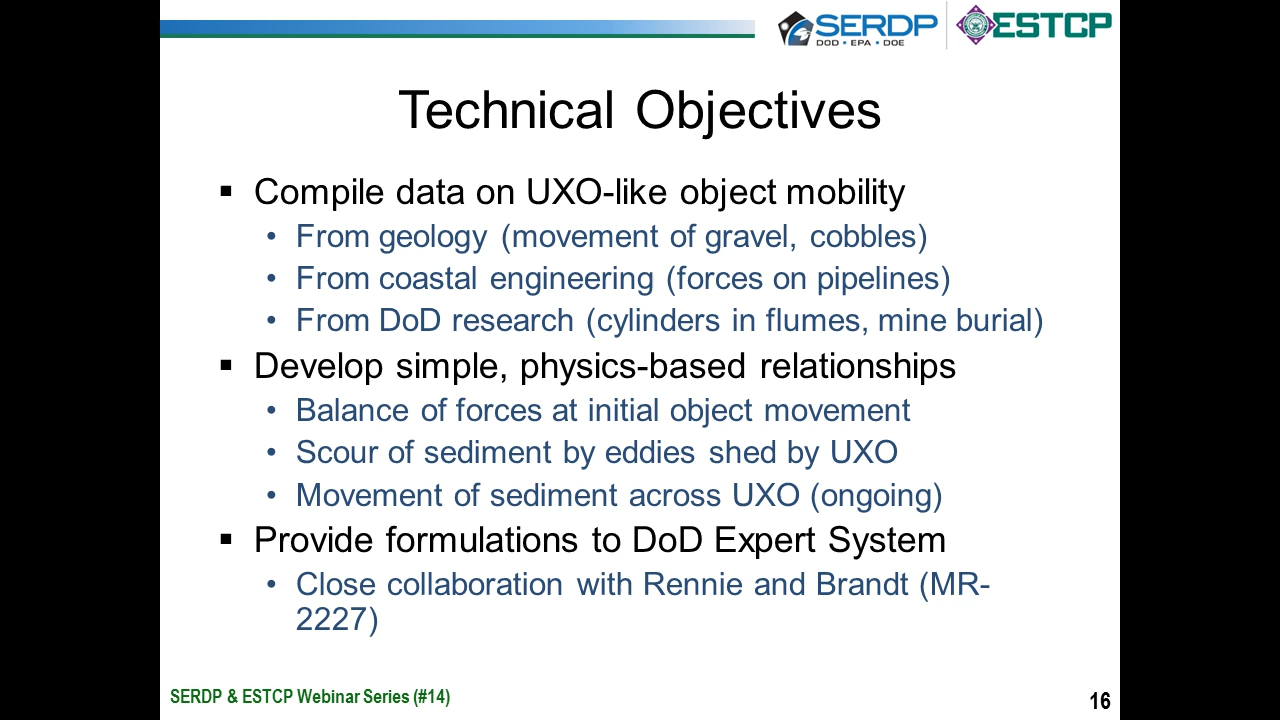 SERDP
DOD • EPA • DOE
ESTCP
Technical Objectives
▪ Compile data on UXO-like object mobility
• From geology (movement of gravel, cobbles)
• From coastal engineering (forces on pipelines)
• From DoD research (cylinders in flumes, mine burial)
▪ Develop simple, physics-based relationships
• Balance of forces at initial object movement
• Scour of sediment by eddies shed by UXO
• Movement of sediment across UXO (ongoing)
▪ Provide formulations to DoD Expert System
• Close collaboration with Rennie and Brandt (MR-
2227)
SERDP & ESTCP Webinar Series (#14)
16